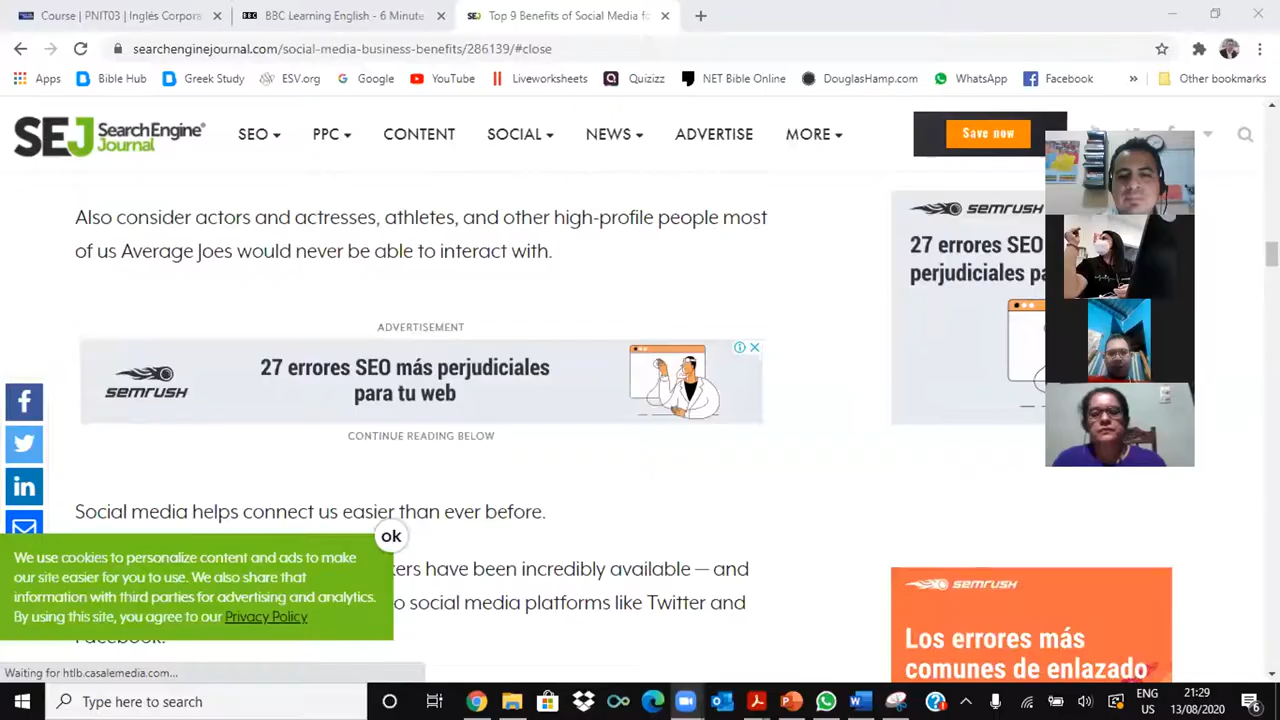 Course | PNIT03 | Inglés Corpora
BBC Learning English - 6 Minute
Top 9 Benefits of Social Media fo
searchenginejournal.com/social-media-business-benefits/286139/#close
Apps
Bible Hub
Greek Study
ESV.org
Google
YouTube
Liveworksheets
Quizizz
NET Bible Online
DouglasHamp.com
WhatsApp
Facebook
Other bookmarks
SEJ SearchEngine Journal
SEO
PPC
CONTENT
SOCIAL
NEWS
ADVERTISE
MORE
Save now
Also consider actors and actresses, athletes, and other high-profile people most
of us Average Joes would never be able to interact with.
ADVERTISEMENT
SEMRUSH
27 errores SEO más perjudiciales
para tu web
CONTINUE READING BELOW
SEMRUSH
27 errores SEO
perjudiciales pa
Social media helps connect us easier than ever before.
kers have been incredibly available — and
o social media platforms like Twitter and
Facebook.
ok
We use cookies to personalize content and ads to make
our site easier for you to use. We also share that
information with third parties for advertising and analytics.
By using this site, you agree to our Privacy Policy
SEMRUSH
Los errores más
comunes de enlazado
Waiting for htlb.casalemedia.com...
Type here to search
ENG
US
21:29
13/08/2020
6